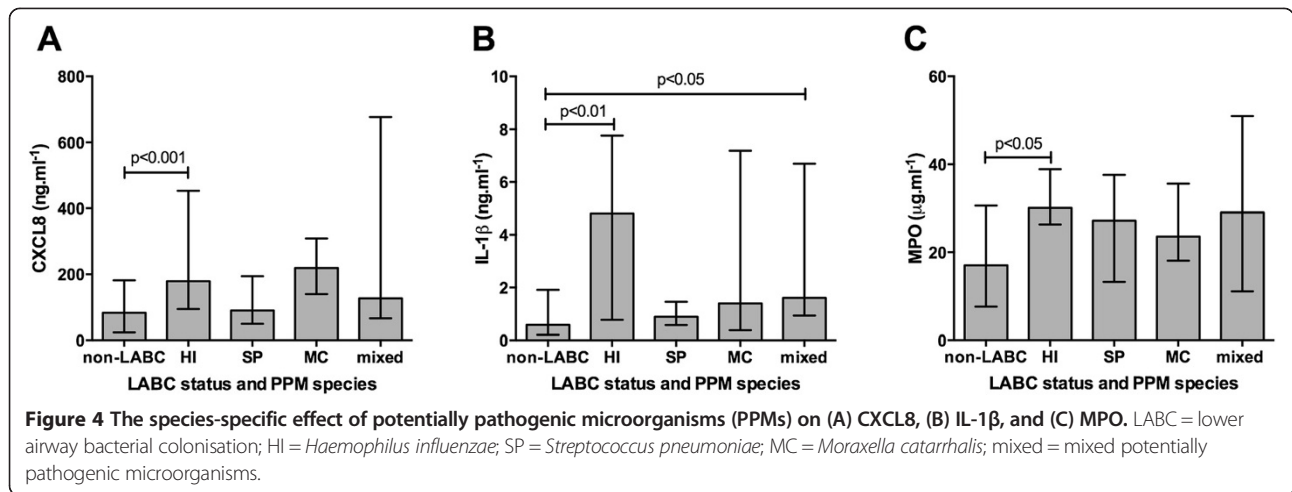 A
800
600
400
200
0
CXCL8 (ng.ml⁻¹)
p<0.001
non-LABC HI SP MC mixed
LABC status and PPM species
B
10
8
6
4
2
0
IL-1β (ng.ml⁻¹)
p<0.05
p<0.01
non-LABC HI SP MC mixed
LABC status and PPM species
C
60
40
20
0
MPO (µg.ml⁻¹)
p<0.05
non-LABC HI SP MC mixed
LABC status and PPM species
Figure 4 The species-specific effect of potentially pathogenic microorganisms (PPMs) on (A) CXCL8, (B) IL-1β, and (C) MPO. LABC = lower
airway bacterial colonisation; HI = Haemophilus influenzae; SP = Streptococcus pneumoniae; MC = Moraxella catarrhalis; mixed = mixed potentially
pathogenic microorganisms.